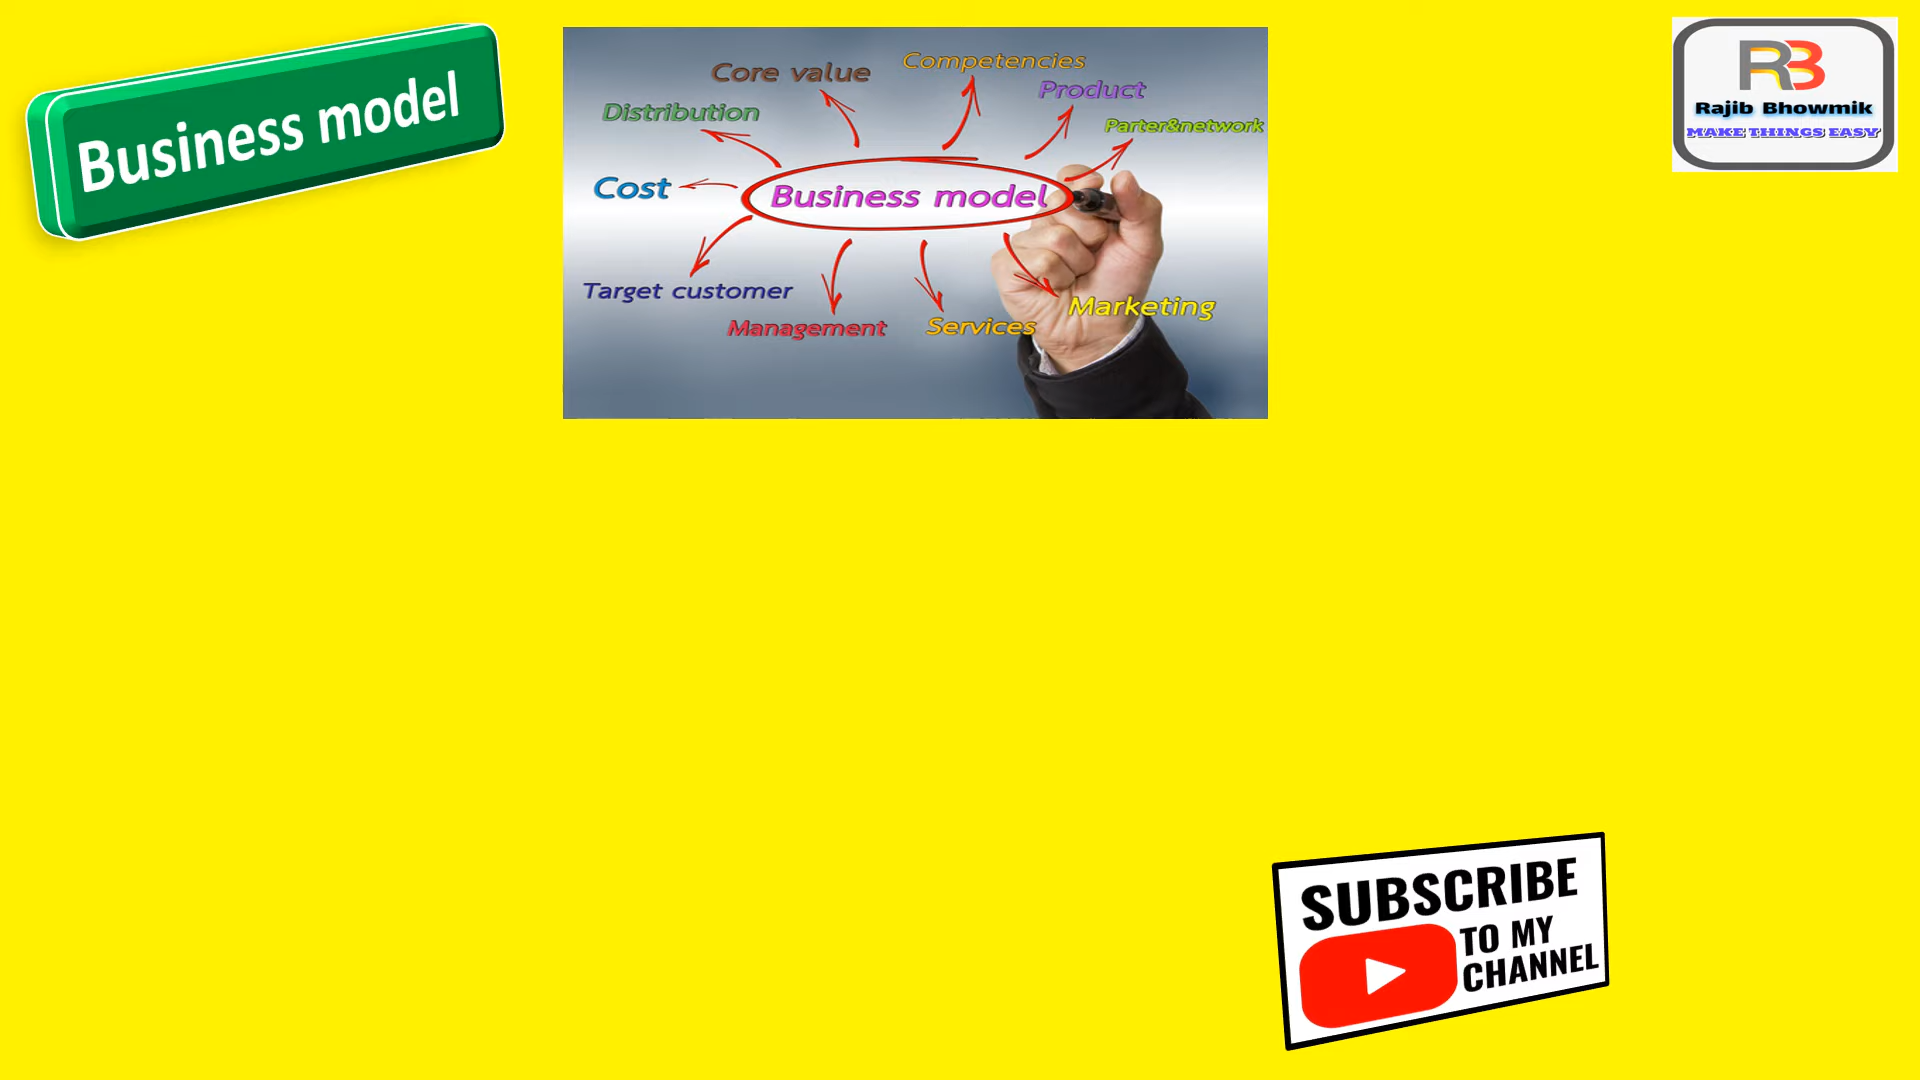 Business model
Core value
Competencies
Product
Distribution
Parter&network
Cost
Business model
Target customer
Management
Services
Marketing
RB
Rajib Bhowmik
MAKE THINGS EASY
SUBSCRIBE
TO MY
CHANNEL